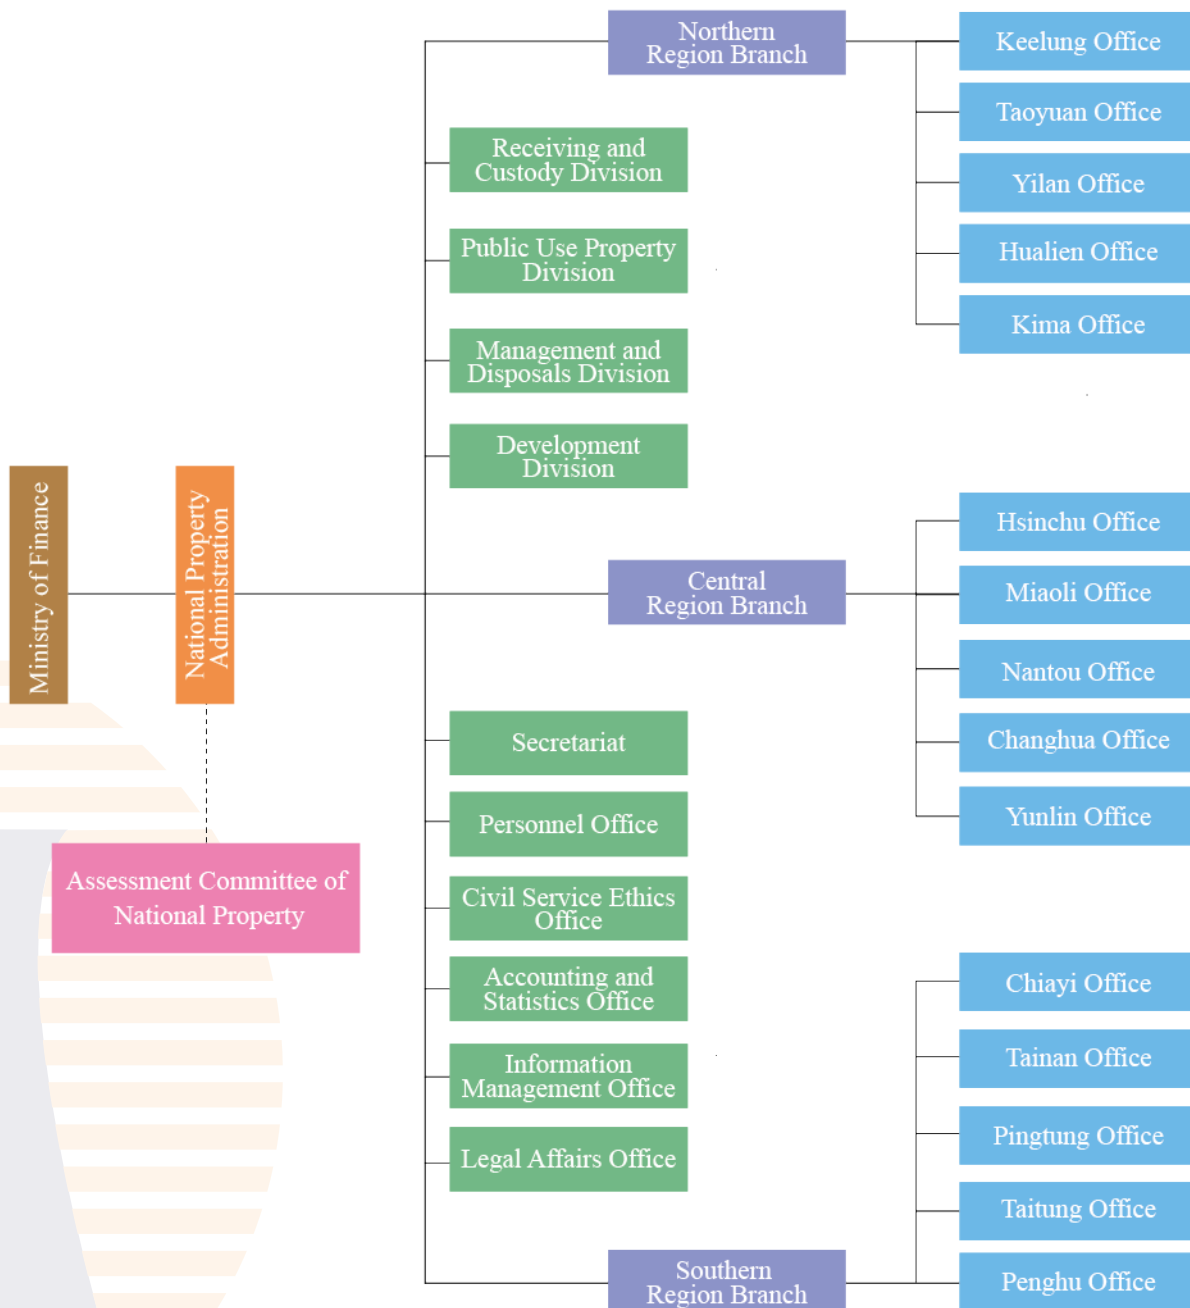 Ministry of Finance
National Property
Administration
Assessment Committee of
National Property
Northern
Region Branch
Keelung Office
Taoyuan Office
Yilan Office
Hualien Office
Kima Office
Receiving and
Custody Division
Public Use Property
Division
Management and
Disposals Division
Development
Division
Central
Region Branch
Hsinchu Office
Miaoli Office
Nantou Office
Changhua Office
Yunlin Office
Secretariat
Personnel Office
Civil Service Ethics
Office
Accounting and
Statistics Office
Information
Management Office
Legal Affairs Office
Southern
Region Branch
Chiayi Office
Tainan Office
Pingtung Office
Taitung Office
Penghu Office